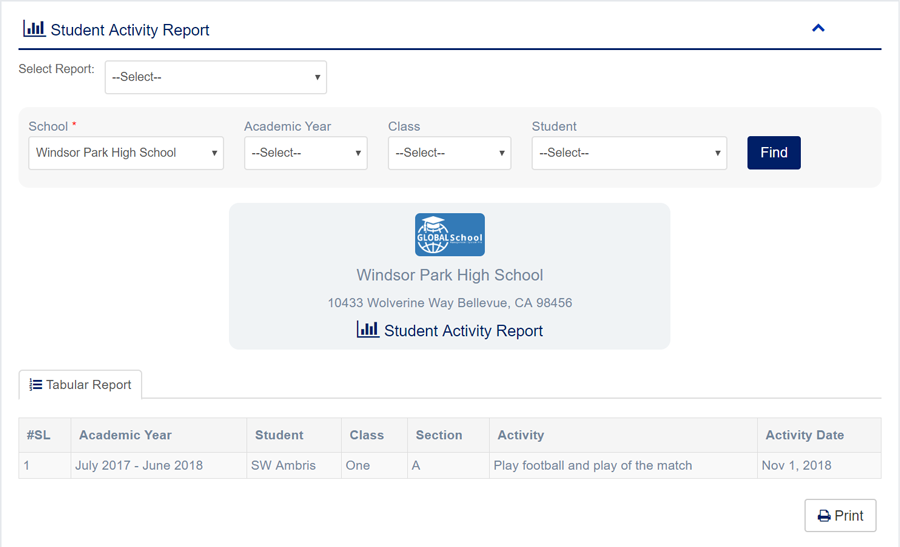 Student Activity Report
Select Report: --Select--
School * Academic Year Class Student
Windsor Park High School --Select-- --Select-- --Select-- Find
GLOBAL School
Windsor Park High School
10433 Wolverine Way Bellevue, CA 98456
Student Activity Report
Tabular Report
#SL Academic Year Student Class Section Activity Activity Date
1 July 2017 - June 2018 SW Ambris One A Play football and play of the match Nov 1, 2018
Print